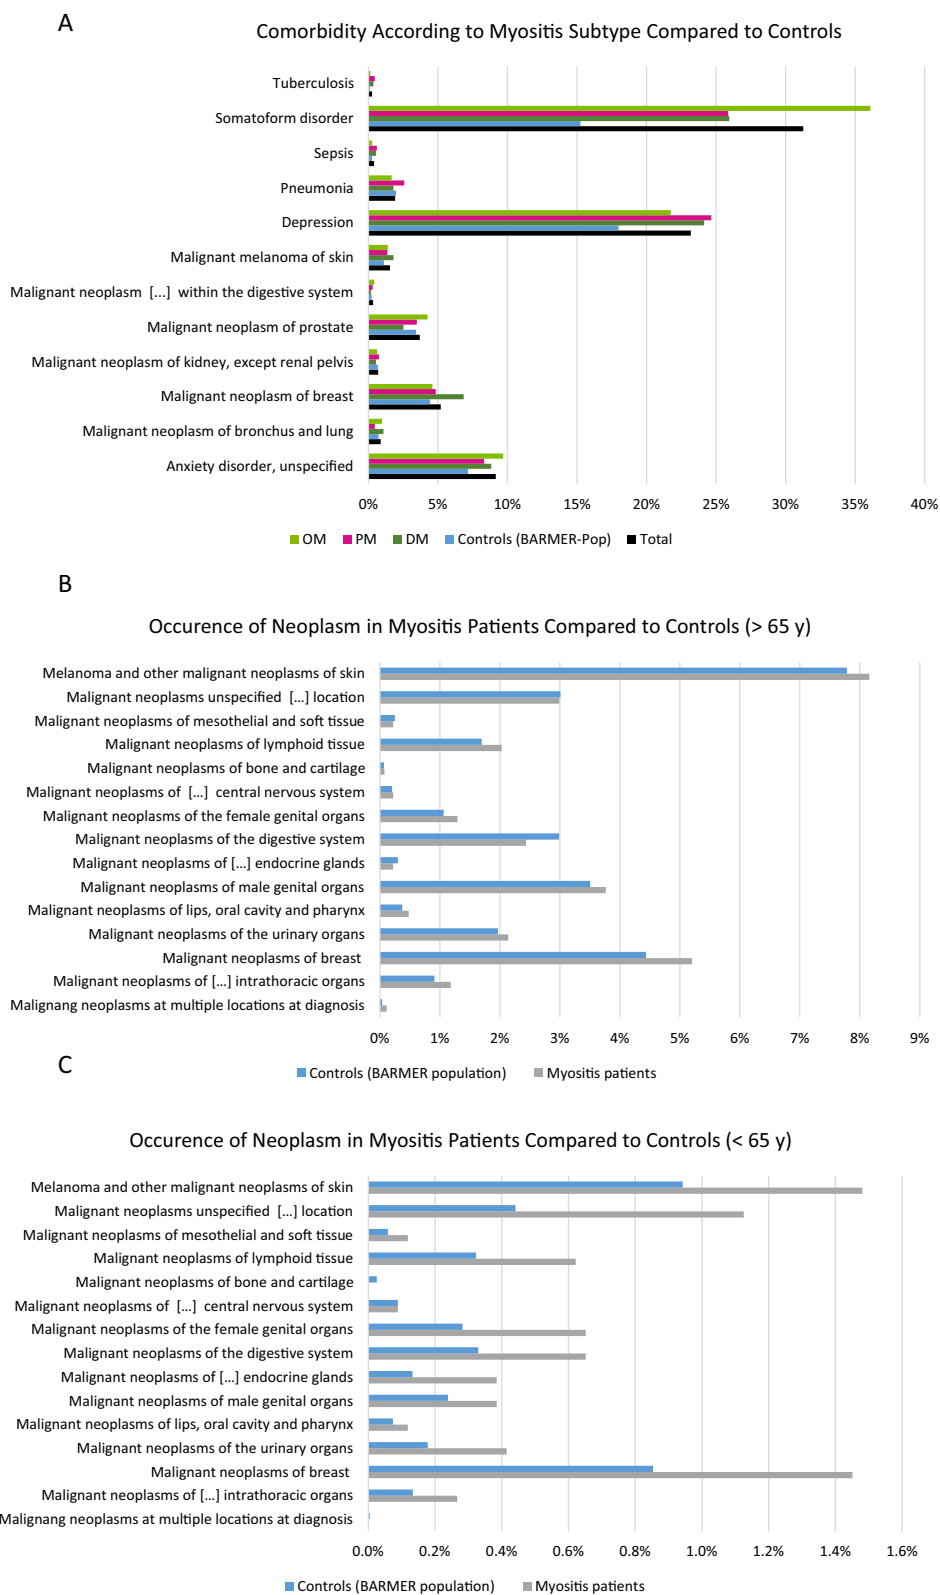 A
Comorbidity According to Myositis Subtype Compared to Controls
Tuberculosis
Somatoform disorder
Sepsis
Pneumonia
Depression
Malignant melanoma of skin
Malignant neoplasm [...] within the digestive system
Malignant neoplasm of prostate
Malignant neoplasm of kidney, except renal pelvis
Malignant neoplasm of breast
Malignant neoplasm of bronchus and lung
Anxiety disorder, unspecified
0% 5% 10% 15% 20% 25% 30% 35% 40%
OM PM DM Controls (BARMER-Pop) Total
B
Occurence of Neoplasm in Myositis Patients Compared to Controls (> 65 y)
Melanoma and other malignant neoplasms of skin
Malignant neoplasms unspecified [...] location
Malignant neoplasms of mesothelial and soft tissue
Malignant neoplasms of lymphoid tissue
Malignant neoplasms of bone and cartilage
Malignant neoplasms of [...] central nervous system
Malignant neoplasms of the female genital organs
Malignant neoplasms of the digestive system
Malignant neoplasms of [...] endocrine glands
Malignant neoplasms of male genital organs
Malignant neoplasms of lips, oral cavity and pharynx
Malignant neoplasms of the urinary organs
Malignant neoplasms of breast
Malignant neoplasms of [...] intrathoracic organs
Malignang neoplasms at multiple locations at diagnosis
0% 1% 2% 3% 4% 5% 6% 7% 8% 9%
Controls (BARMER population) Myositis patients
C
Occurence of Neoplasm in Myositis Patients Compared to Controls (< 65 y)
Melanoma and other malignant neoplasms of skin
Malignant neoplasms unspecified [...] location
Malignant neoplasms of mesothelial and soft tissue
Malignant neoplasms of lymphoid tissue
Malignant neoplasms of bone and cartilage
Malignant neoplasms of [...] central nervous system
Malignant neoplasms of the female genital organs
Malignant neoplasms of the digestive system
Malignant neoplasms of [...] endocrine glands
Malignant neoplasms of male genital organs
Malignant neoplasms of lips, oral cavity and pharynx
Malignant neoplasms of the urinary organs
Malignant neoplasms of breast
Malignant neoplasms of [...] intrathoracic organs
Malignang neoplasms at multiple locations at diagnosis
0.0% 0.2% 0.4% 0.6% 0.8% 1.0% 1.2% 1.4% 1.6%
Controls (BARMER population) Myositis patients